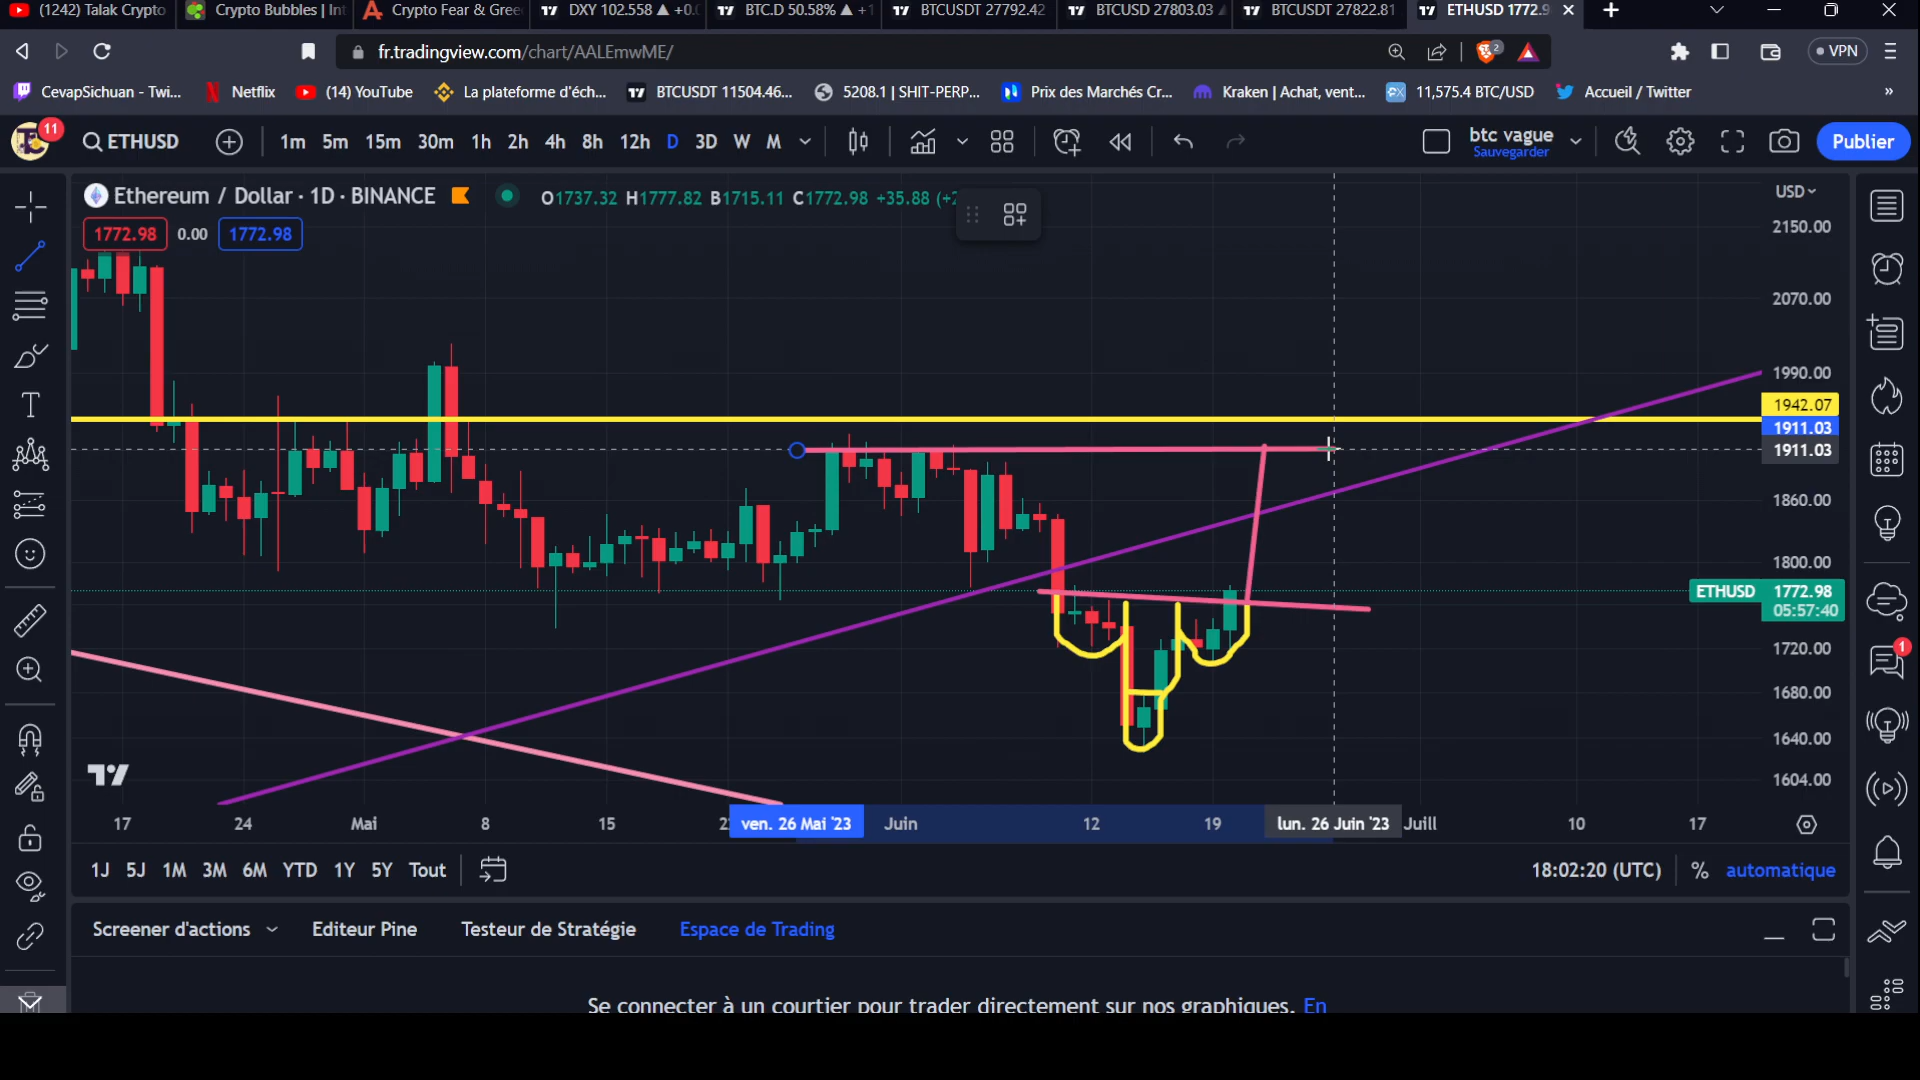 (1242) Talak Crypto
Crypto Bubbles | Int
Crypto Fear & Gree
DXY 102.558 ▲ +0.
BTC.D 50.58% ▲ +1
BTCUSDT 27792.42
BTCUSD 27803.03
BTCUSDT 27822.81
ETHUSD 1772.9
fr.tradingview.com/chart/AALEmwME/
2
VPN
CevapSichuan - Twi...
Netflix
(14) YouTube
La plateforme d'éch...
BTCUSDT 11504.46...
5208.1 | SHIT-PERP...
Prix des Marchés Cr...
Kraken | Achat, vent...
11,575.4 BTC/USD
Accueil / Twitter
»
11
ETHUSD
1m 5m 15m 30m 1h 2h 4h 8h 12h D 3D W M
btc vague
Sauvegarder
Publier
Ethereum / Dollar · 1D · BINANCE
O1737.32 H1777.82 B1715.11 C1772.98 +35.88 (+2
USD
1772.98 0.00 1772.98
2150.00
2070.00
1990.00
1942.07
1911.03
1911.03
1860.00
1800.00
ETHUSD 1772.98
05:57:40
1720.00
1680.00
1640.00
1604.00
1
17 24 Mai 8 15 2 ven. 26 Mai '23 Juin 12 19 lun. 26 Juin '23 Juill 10 17
1J 5J 1M 3M 6M YTD 1Y 5Y Tout
18:02:20 (UTC) % automatique
Screener d'actions Editeur Pine Testeur de Stratégie Espace de Trading
Se connecter à un courtier pour trader directement sur nos graphiques. En